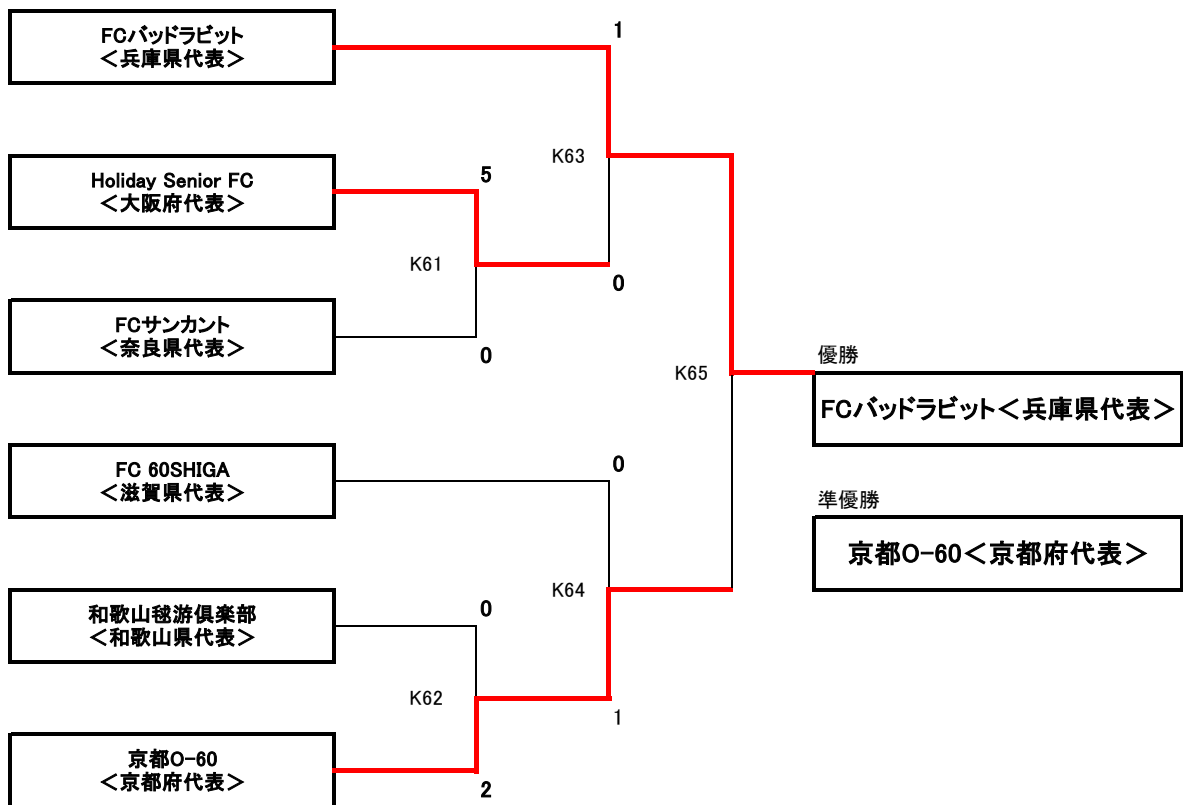 FCバッドラビット
＜兵庫県代表＞
1
K63
Holiday Senior FC
＜大阪府代表＞
5
K61
0
FCサンカント
＜奈良県代表＞
0
K65
優勝
FCバッドラビット＜兵庫県代表＞
FC 60SHIGA
＜滋賀県代表＞
0
準優勝
京都O-60＜京都府代表＞
K64
和歌山毬游倶楽部
＜和歌山県代表＞
0
K62
1
京都O-60
＜京都府代表＞
2